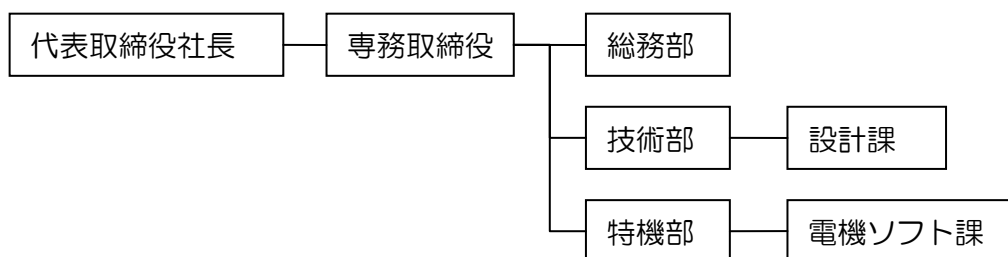 代表取締役社長
専務取締役
総務部
技術部
設計課
特機部
電機ソフト課